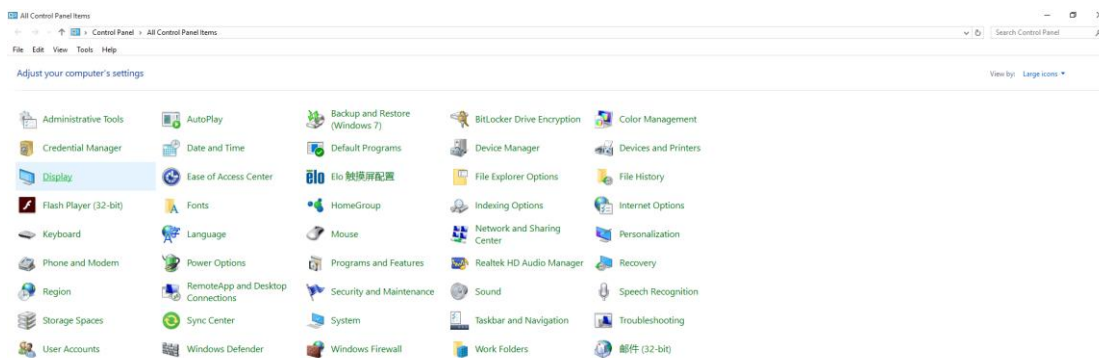 All Control Panel Items
Control Panel > All Control Panel Items
Search Control Panel
File Edit View Tools Help
Adjust your computer's settings
View by: Large icons
Administrative Tools
AutoPlay
Backup and Restore
(Windows 7)
BitLocker Drive Encryption
Color Management
Credential Manager
Date and Time
Default Programs
Device Manager
Devices and Printers
Display
Ease of Access Center
elo Elo 触摸屏配置
File Explorer Options
File History
Flash Player (32-bit)
Fonts
HomeGroup
Indexing Options
Internet Options
Keyboard
Language
Mouse
Network and Sharing
Center
Personalization
Phone and Modem
Power Options
Programs and Features
Realtek HD Audio Manager
Recovery
Region
RemoteApp and Desktop
Connections
Security and Maintenance
Sound
Speech Recognition
Storage Spaces
Sync Center
System
Taskbar and Navigation
Troubleshooting
User Accounts
Windows Defender
Windows Firewall
Work Folders
邮件 (32-bit)